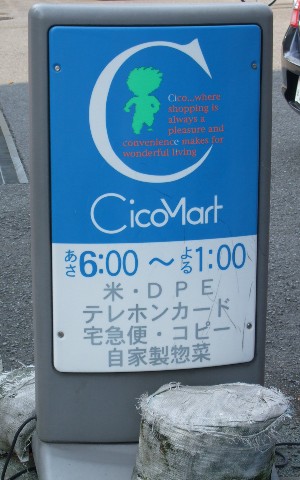 C
Cico...where
shopping is
always a
pleasure and
convenience makes for
wonderful living
CicoMart
あさ6:00〜よる1:00
米・DPE
テレホンカード
宅急便・コピー
自家製惣菜